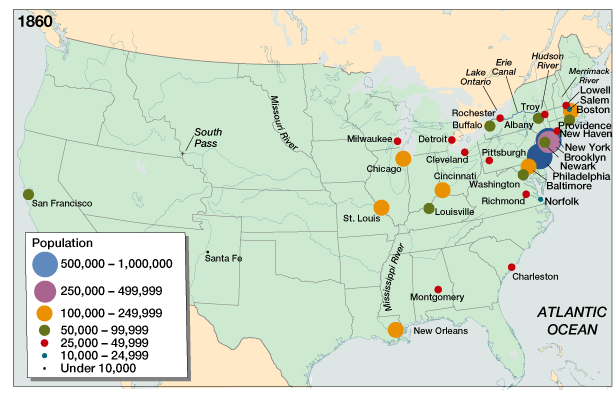 1860
Hudson
River
Erie
Canal
Lake
Ontario
Merrimack
River
Lowell
Salem
Boston
Troy
Rochester
Buffalo
Albany
Providence
New Haven
New York
Brooklyn
Newark
Philadelphia
Baltimore
Missouri River
South
Pass
Milwaukee
Detroit
Cleveland
Pittsburgh
Chicago
Cincinnati
Washington
Richmond
Norfolk
San Francisco
St. Louis
Louisville
Santa Fe
Mississippi River
Charleston
Montgomery
New Orleans
ATLANTIC
OCEAN
Population
500,000 – 1,000,000
250,000 – 499,999
100,000 – 249,999
50,000 – 99,999
25,000 – 49,999
10,000 – 24,999
Under 10,000